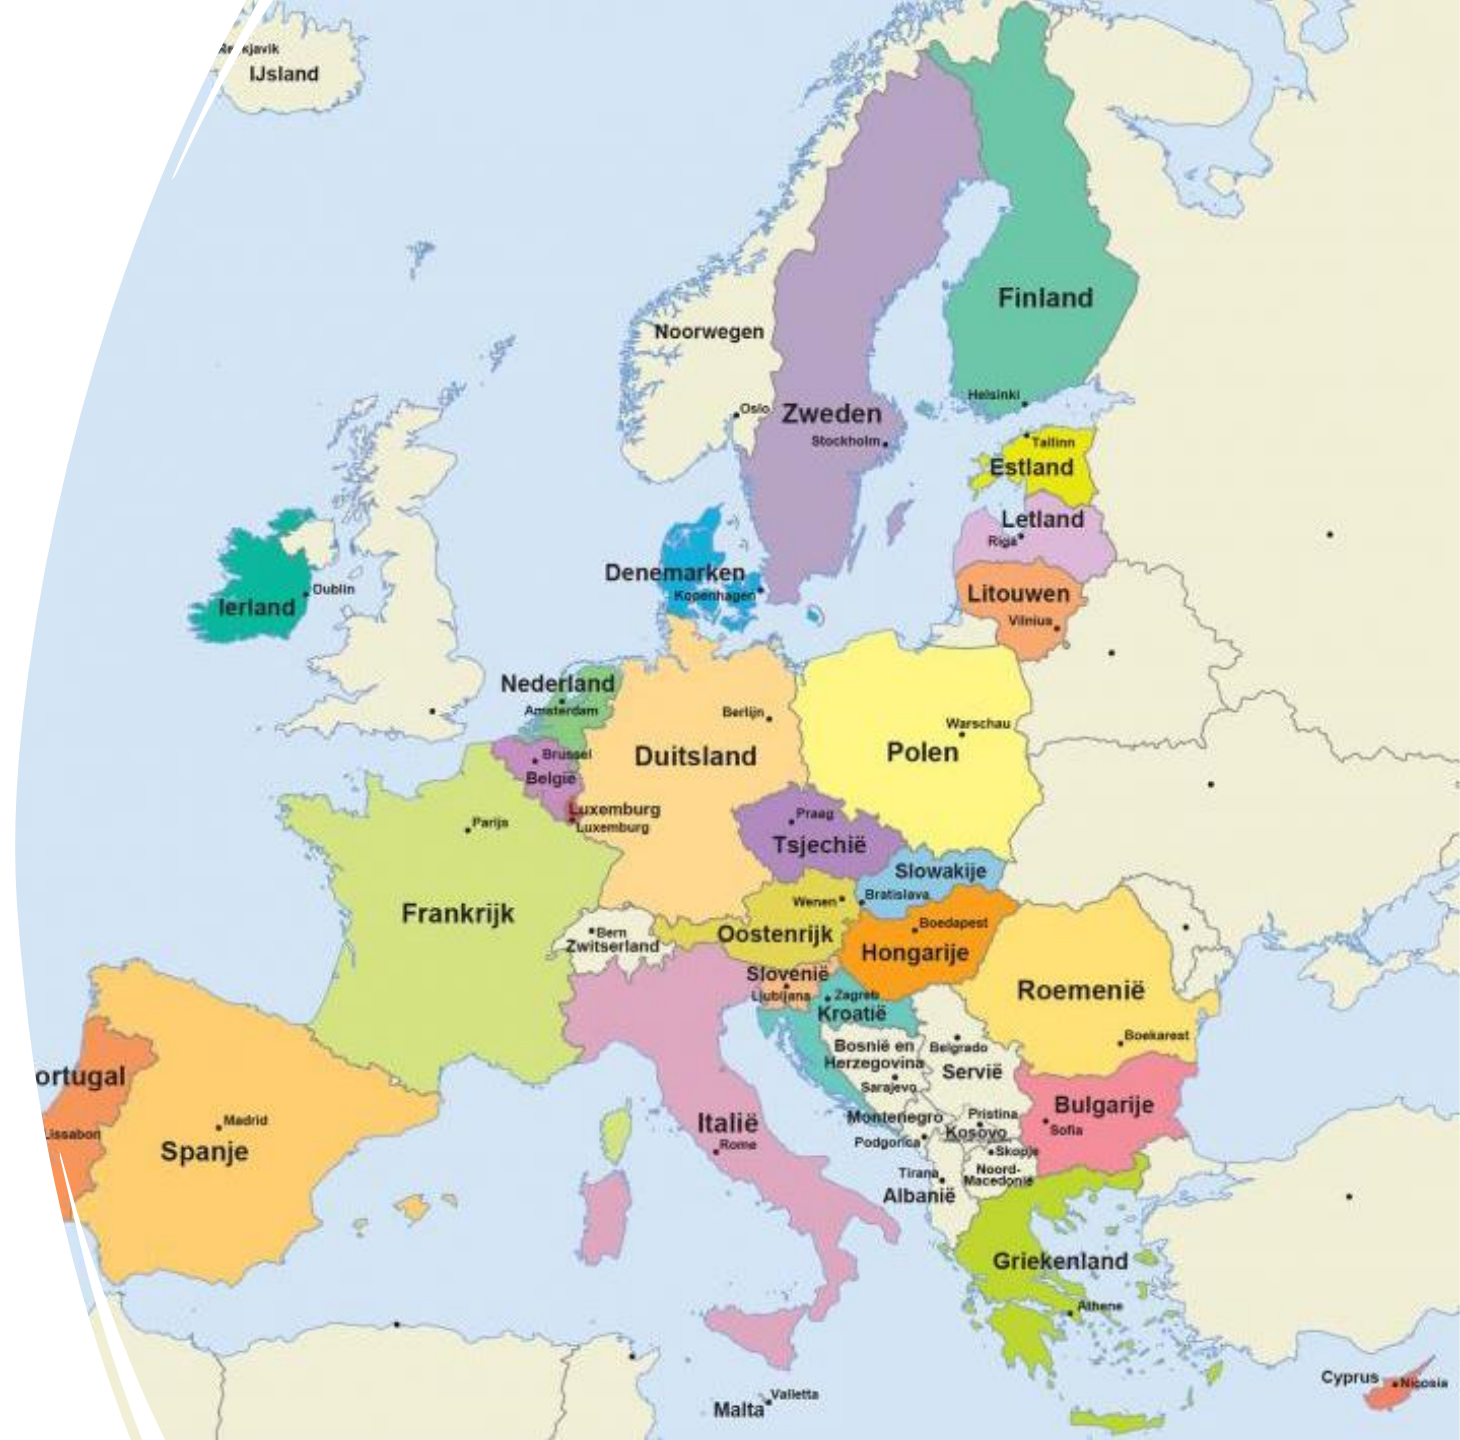 Reykjavik
IJsland
Finland
Noorwegen
Helsinki
Oslo
Zweden
Stockholm
Tallinn
Estland
Letland
Riga
Denemarken
Kopenhagen
Dublin
Ierland
Litouwen
Vilnius
Nederland
Amsterdam
Berlijn
Warschau
Duitsland
Polen
Brussel
België
Luxemburg
Luxemburg
Parijs
Praag
Tsjechië
Slowakije
Bratislava
Wenen
Frankrijk
Boedapest
Bern
Zwitserland
Oostenrijk
Hongarije
Slovenië
Ljubljana
Zagreb
Kroatië
Roemenië
Boekarest
Bosnië en
Herzegovina
Sarajevo
Belgrado
Servië
ortugal
Lissabon
Madrid
Spanje
Italië
Rome
Montenegro
Podgorica
Pristina
Kosovo
Bulgarije
Sofia
Skopje
Noord-
Macedonië
Tirana
Albanië
Griekenland
Athene
Cyprus
Nicosia
Valletta
Malta